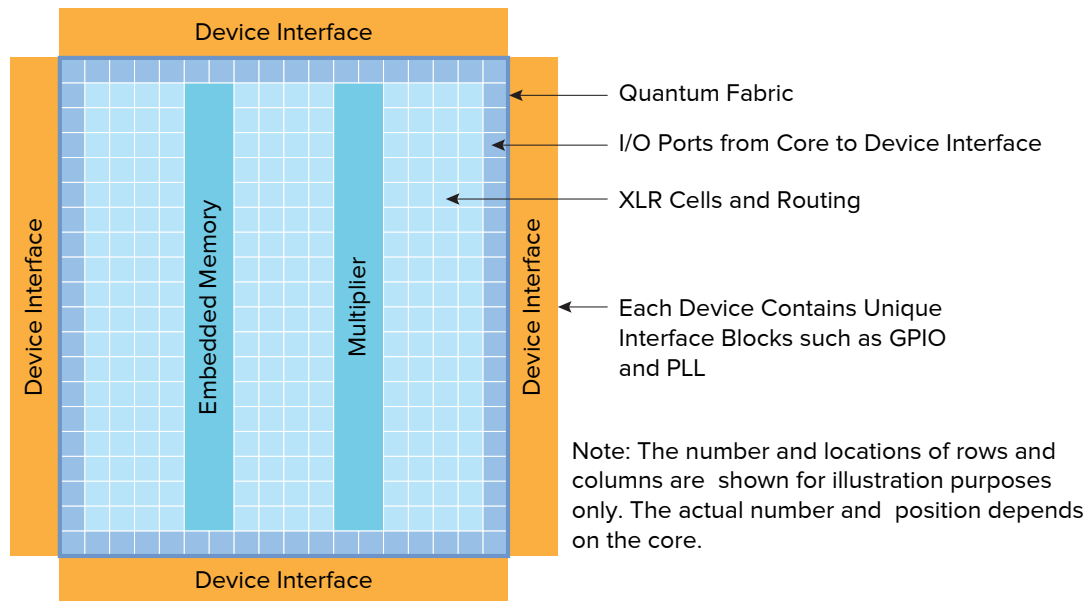 Device Interface
Device Interface
Embedded Memory
Multiplier
Device Interface
Quantum Fabric
I/O Ports from Core to Device Interface
XLR Cells and Routing
Each Device Contains Unique
Interface Blocks such as GPIO
and PLL
Note: The number and locations of rows and
columns are shown for illustration purposes
only. The actual number and position depends
on the core.
Device Interface